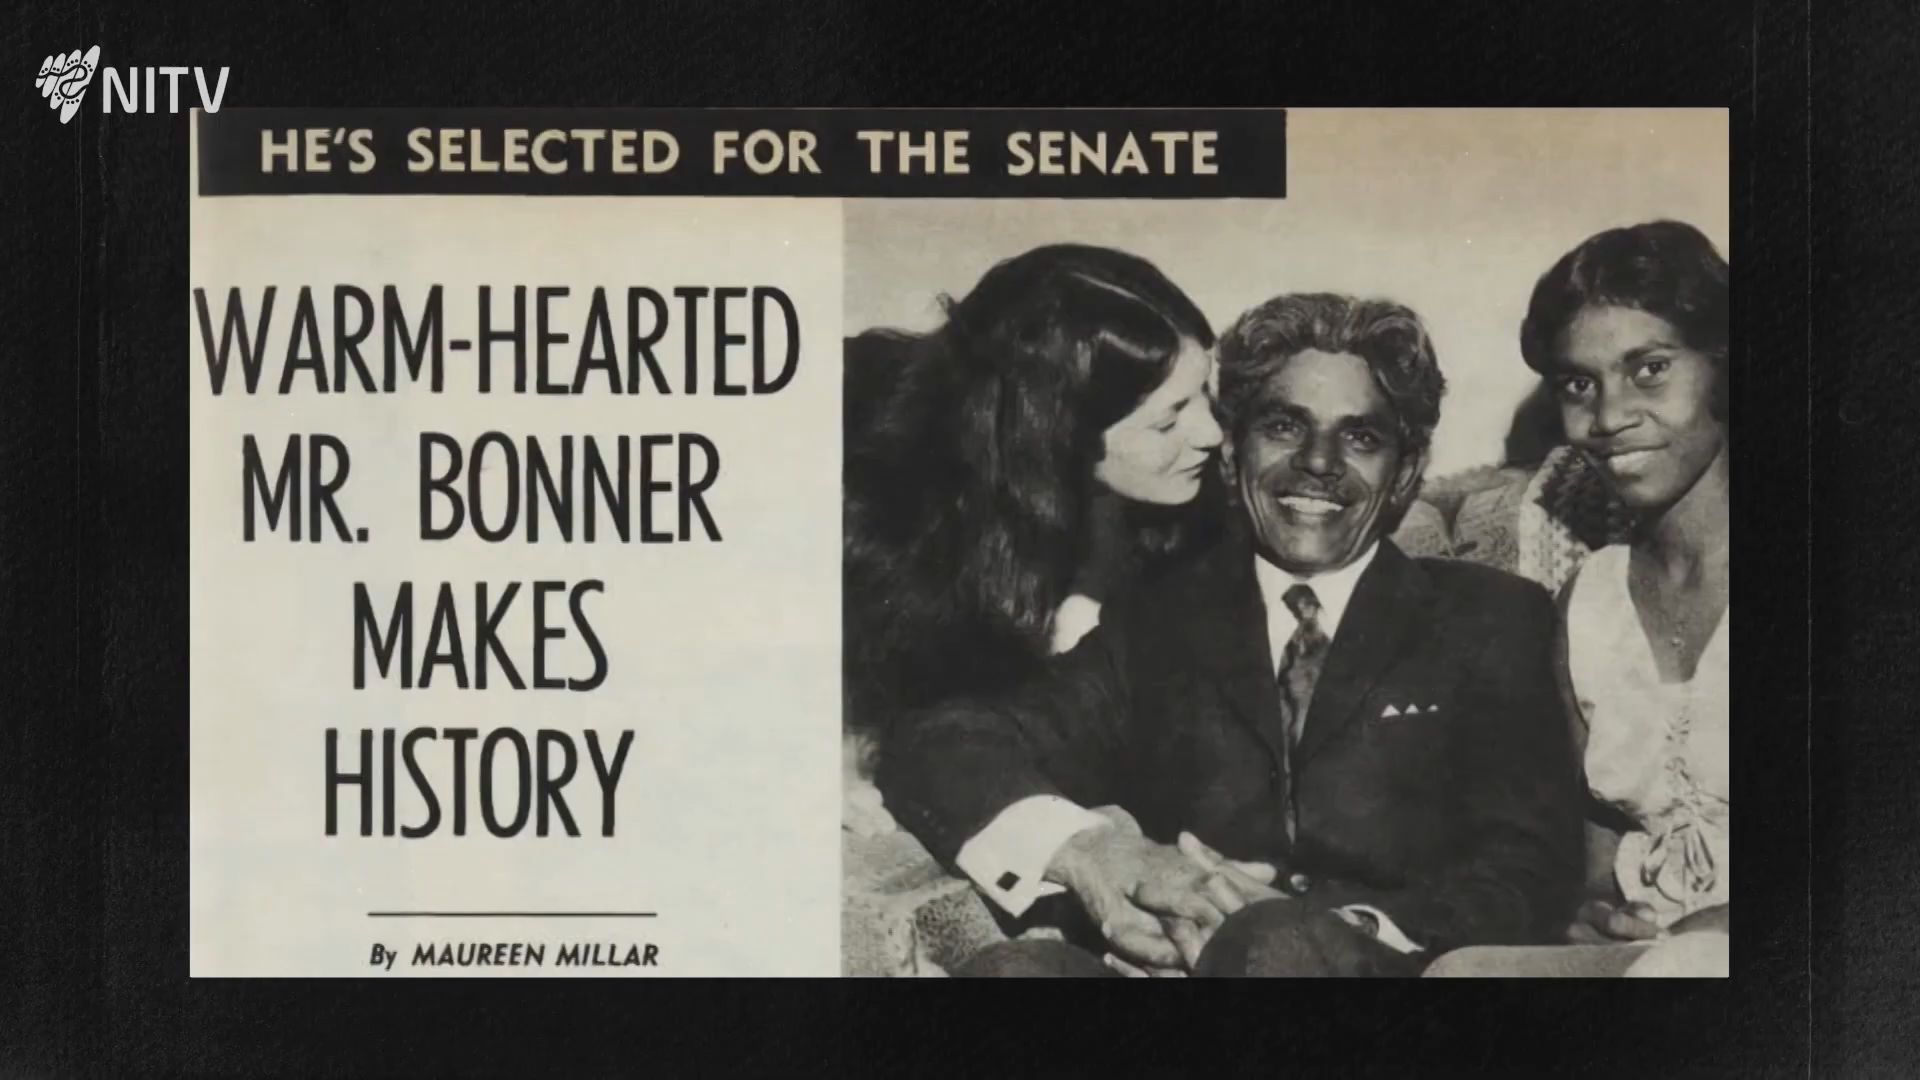 NITV
HE'S SELECTED FOR THE SENATE
WARM-HEARTED
MR. BONNER
MAKES
HISTORY
By MAUREEN MILLAR